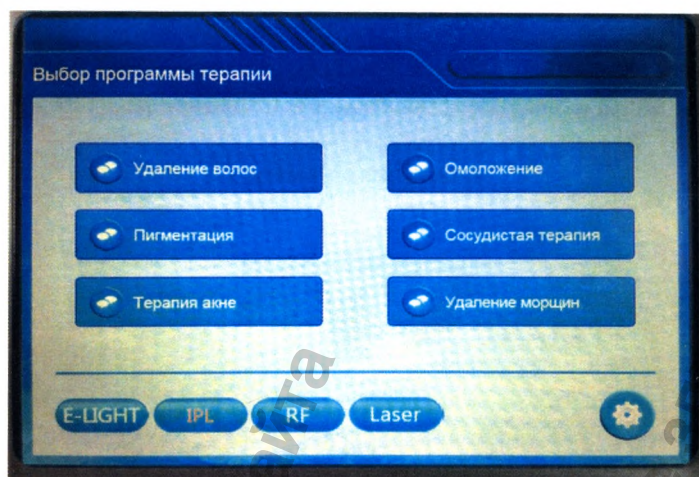 Выбор программы терапии
Удаление волос
Омоложение
Пигментация
Сосудистая терапия
Терапия акне
Удаление морщин
E-LIGHT
IPL
RF
Laser